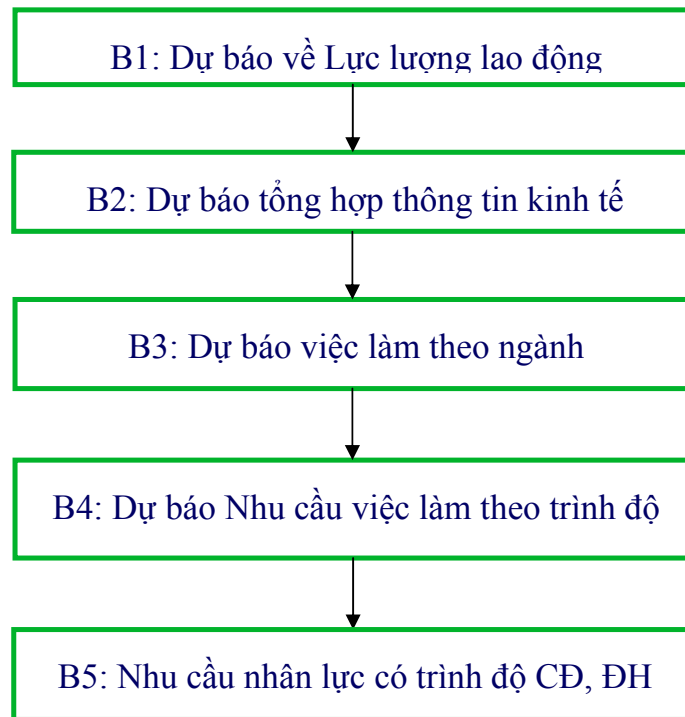 B1: Dự báo về Lực lượng lao động
B2: Dự báo tổng hợp thông tin kinh tế
B3: Dự báo việc làm theo ngành
B4: Dự báo Nhu cầu việc làm theo trình độ
B5: Nhu cầu nhân lực có trình độ CĐ, ĐH